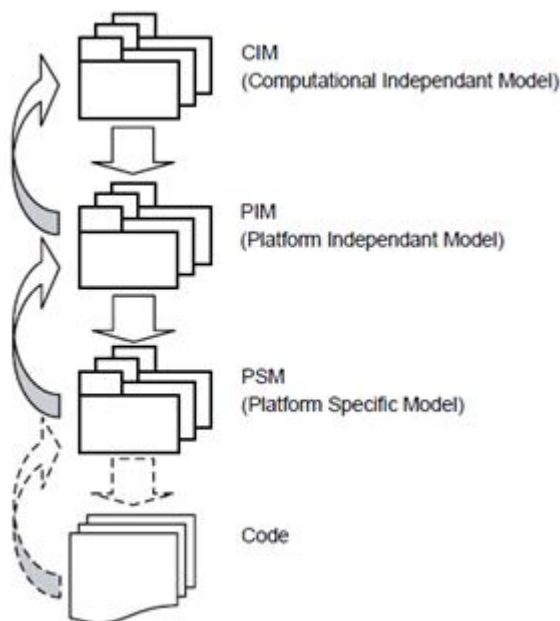 CIM
(Computational Independant Model)
PIM
(Platform Independant Model)
PSM
(Platform Specific Model)
Code